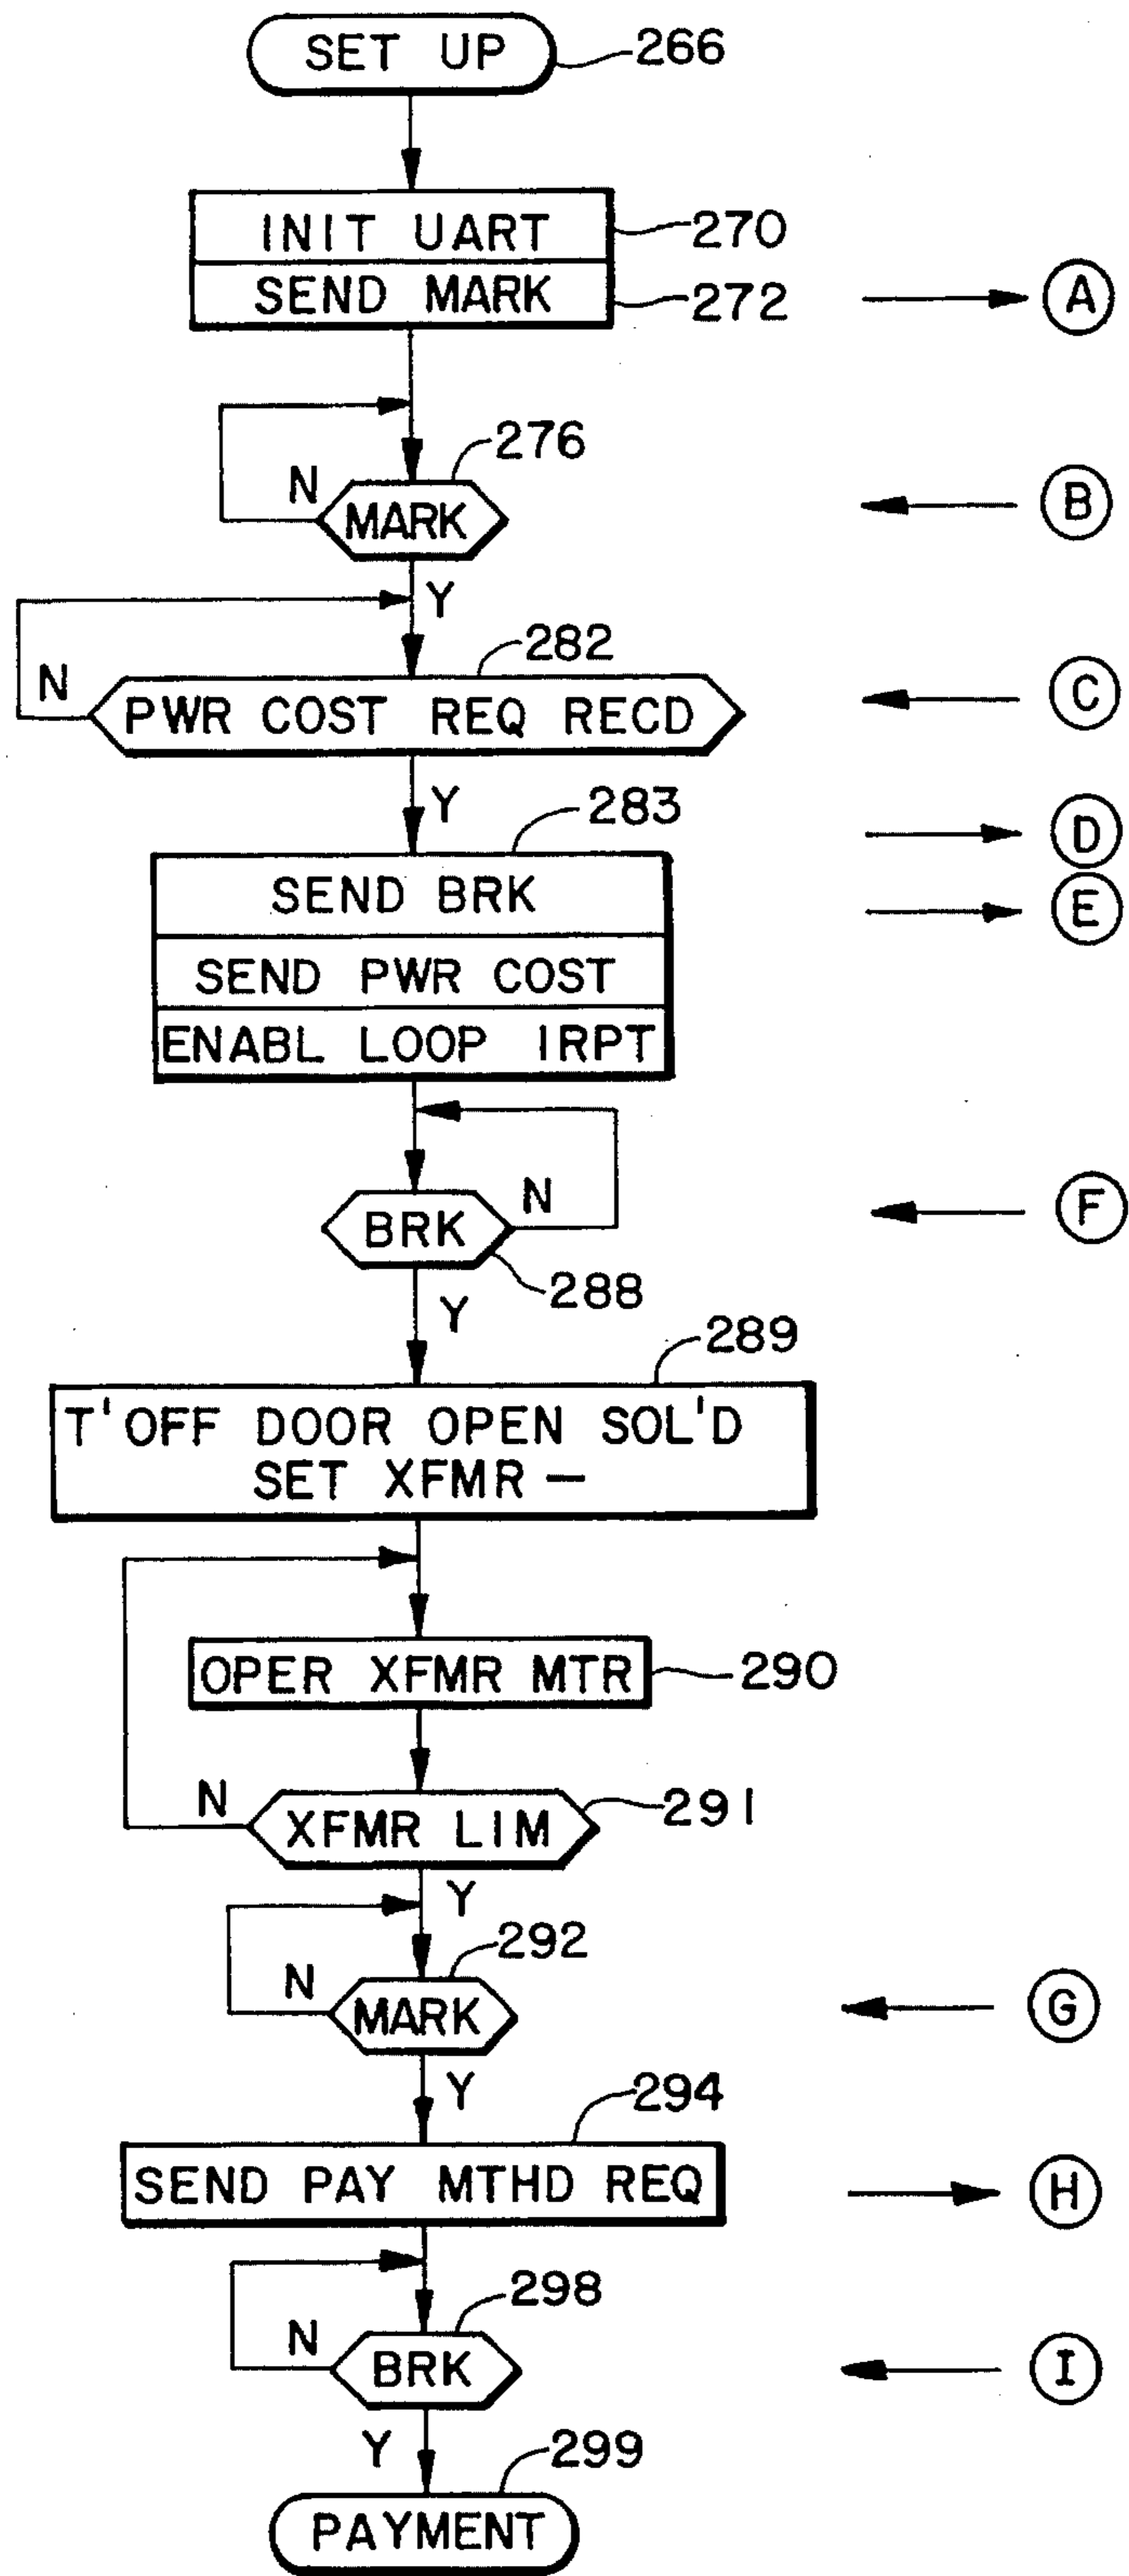 SET UP
266
INIT UART
270
SEND MARK
272
A
276
N
MARK
B
Y
282
N
PWR COST REQ RECD
C
Y
283
D
SEND BRK
E
SEND PWR COST
ENABL LOOP IRPT
BRK
N
F
288
Y
289
T'OFF DOOR OPEN SOL'D
SET XFMR –
OPER XFMR MTR
290
N
XFMR LIM
291
Y
292
N
MARK
G
Y
294
SEND PAY MTHD REQ
H
298
N
BRK
I
Y
299
PAYMENT